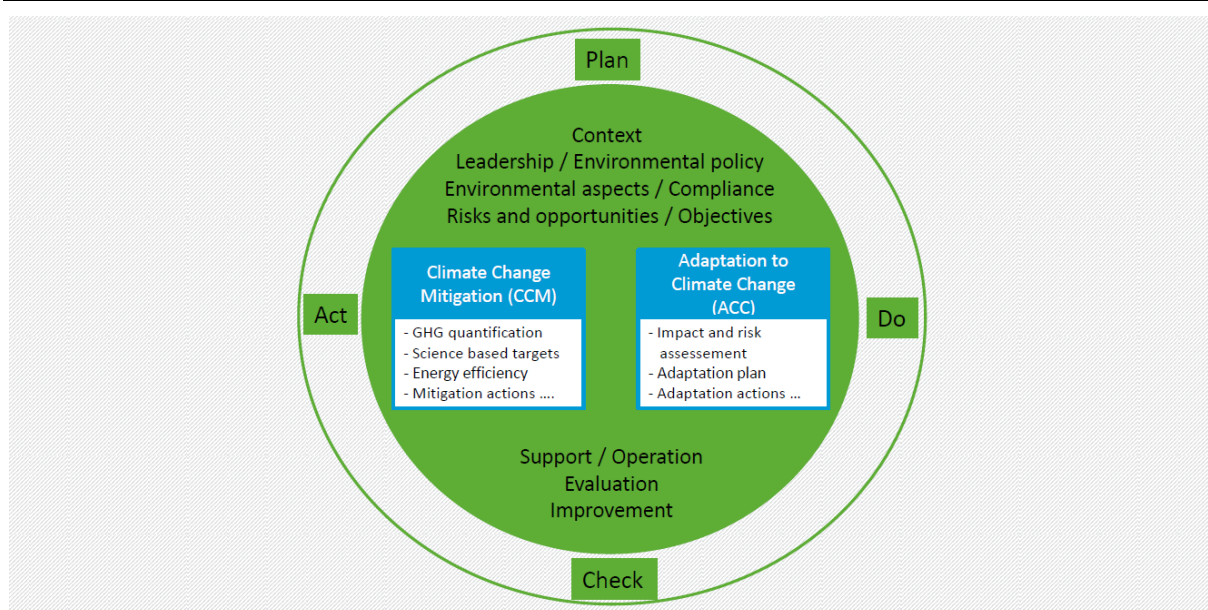 Plan
Context
Leadership / Environmental policy
Environmental aspects / Compliance
Risks and opportunities / Objectives
Climate Change
Mitigation (CCM)
- GHG quantification
- Science based targets
- Energy efficiency
- Mitigation actions ....
Adaptation to
Climate Change
(ACC)
- Impact and risk
assessement
- Adaptation plan
- Adaptation actions ...
Act
Do
Support / Operation
Evaluation
Improvement
Check